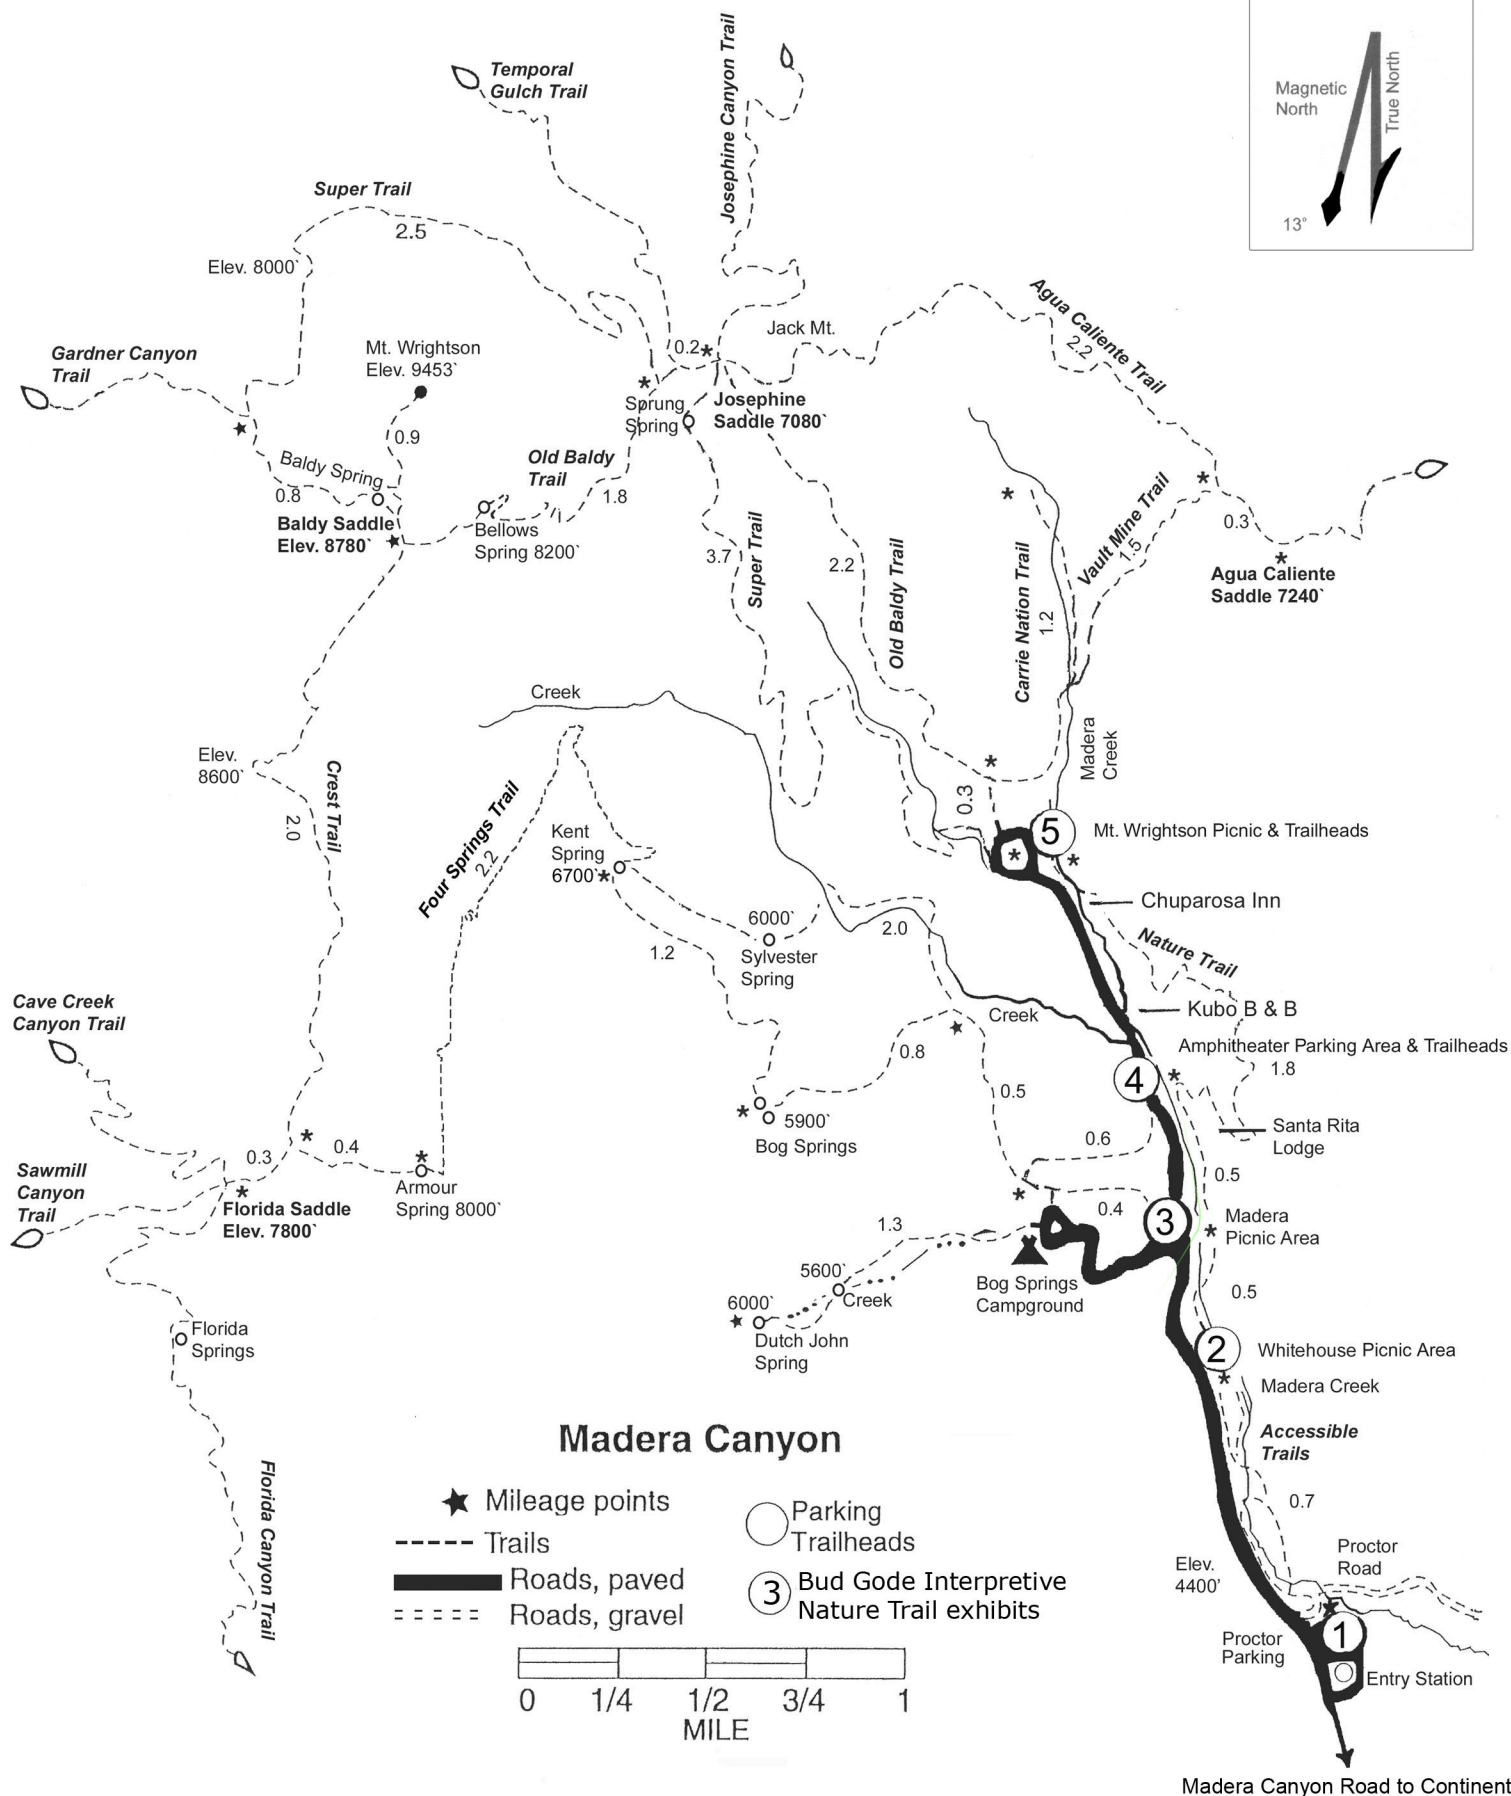 Temporal
Gulch Trail
Josephine Canyon Trail
Magnetic
North
True North
13°
Super Trail
2.5
Elev. 8000`
Agua Caliente Trail
2.2
Jack Mt.
0.2
Gardner Canyon
Trail
Mt. Wrightson
Elev. 9453`
Sprung
Spring
Josephine
Saddle 7080`
0.9
Baldy Spring
0.8
Old Baldy
Trail
1.8
Baldy Saddle
Elev. 8780`
Bellows
Spring 8200`
3.7
Super Trail
2.2
Old Baldy Trail
Carrie Nation Trail
1.2
Vault Mine Trail
1.5
0.3
Agua Caliente
Saddle 7240`
Creek
Elev.
8600`
Crest Trail
2.0
Four Springs Trail
2.2
Madera
Creek
0.3
Kent
Spring
6700`
5
Mt. Wrightson Picnic & Trailheads
Chuparosa Inn
Nature Trail
6000`
Sylvester
Spring
1.2
2.0
Cave Creek
Canyon Trail
Creek
Kubo B & B
Amphitheater Parking Area & Trailheads
1.8
0.8
4
0.5
5900`
Bog Springs
0.6
Santa Rita
Lodge
0.3
0.4
Sawmill
Canyon
Trail
Armour
Spring 8000`
Florida Saddle
Elev. 7800`
0.5
0.4
3
Madera
Picnic Area
1.3
5600`
Creek
Bog Springs
Campground
0.5
6000`
Dutch John
Spring
Florida
Springs
2
Whitehouse Picnic Area
Madera Creek
Accessible
Trails
0.7
Florida Canyon Trail
Elev.
4400'
Proctor
Road
Proctor
Parking
1
Entry Station
Madera Canyon
Mileage points
Trails
Roads, paved
Roads, gravel
Parking
Trailheads
3
Bud Gode Interpretive
Nature Trail exhibits
0 1/4 1/2 3/4 1
MILE
Madera Canyon Road to Continent